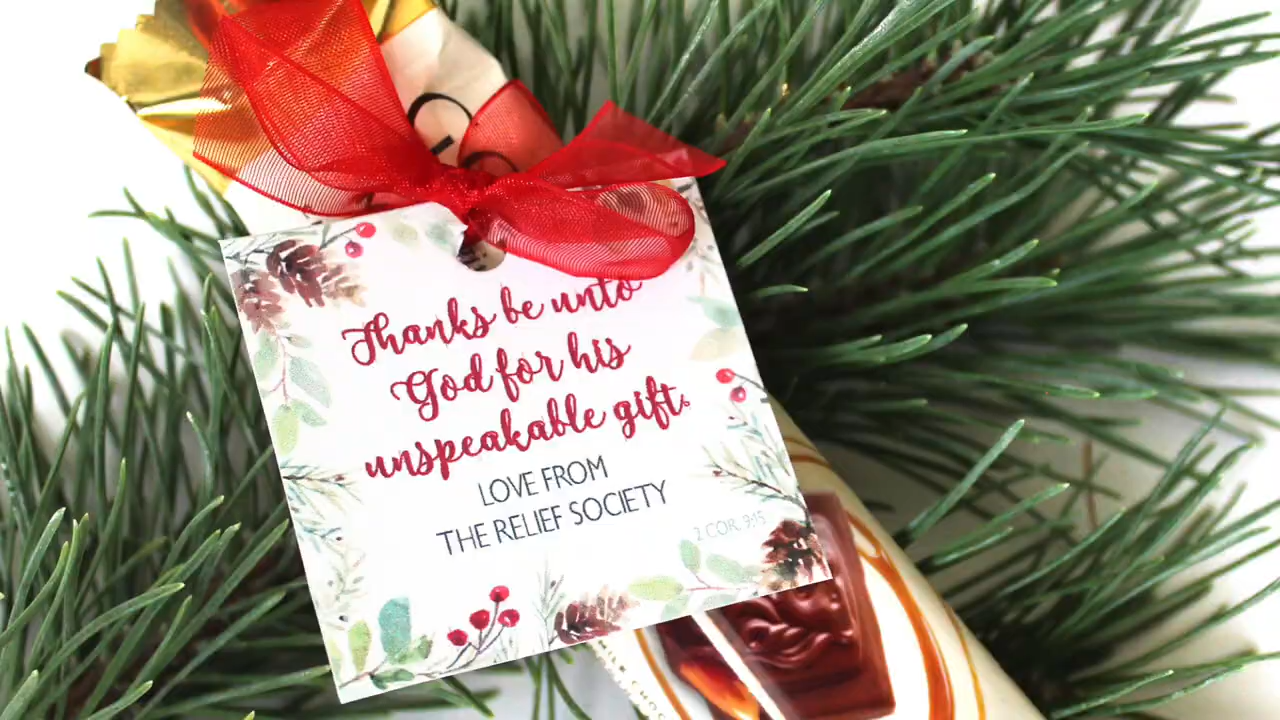 Thanks be unto
God for his
unspeakable gift.
LOVE FROM
THE RELIEF SOCIETY
2 COR. 9:15